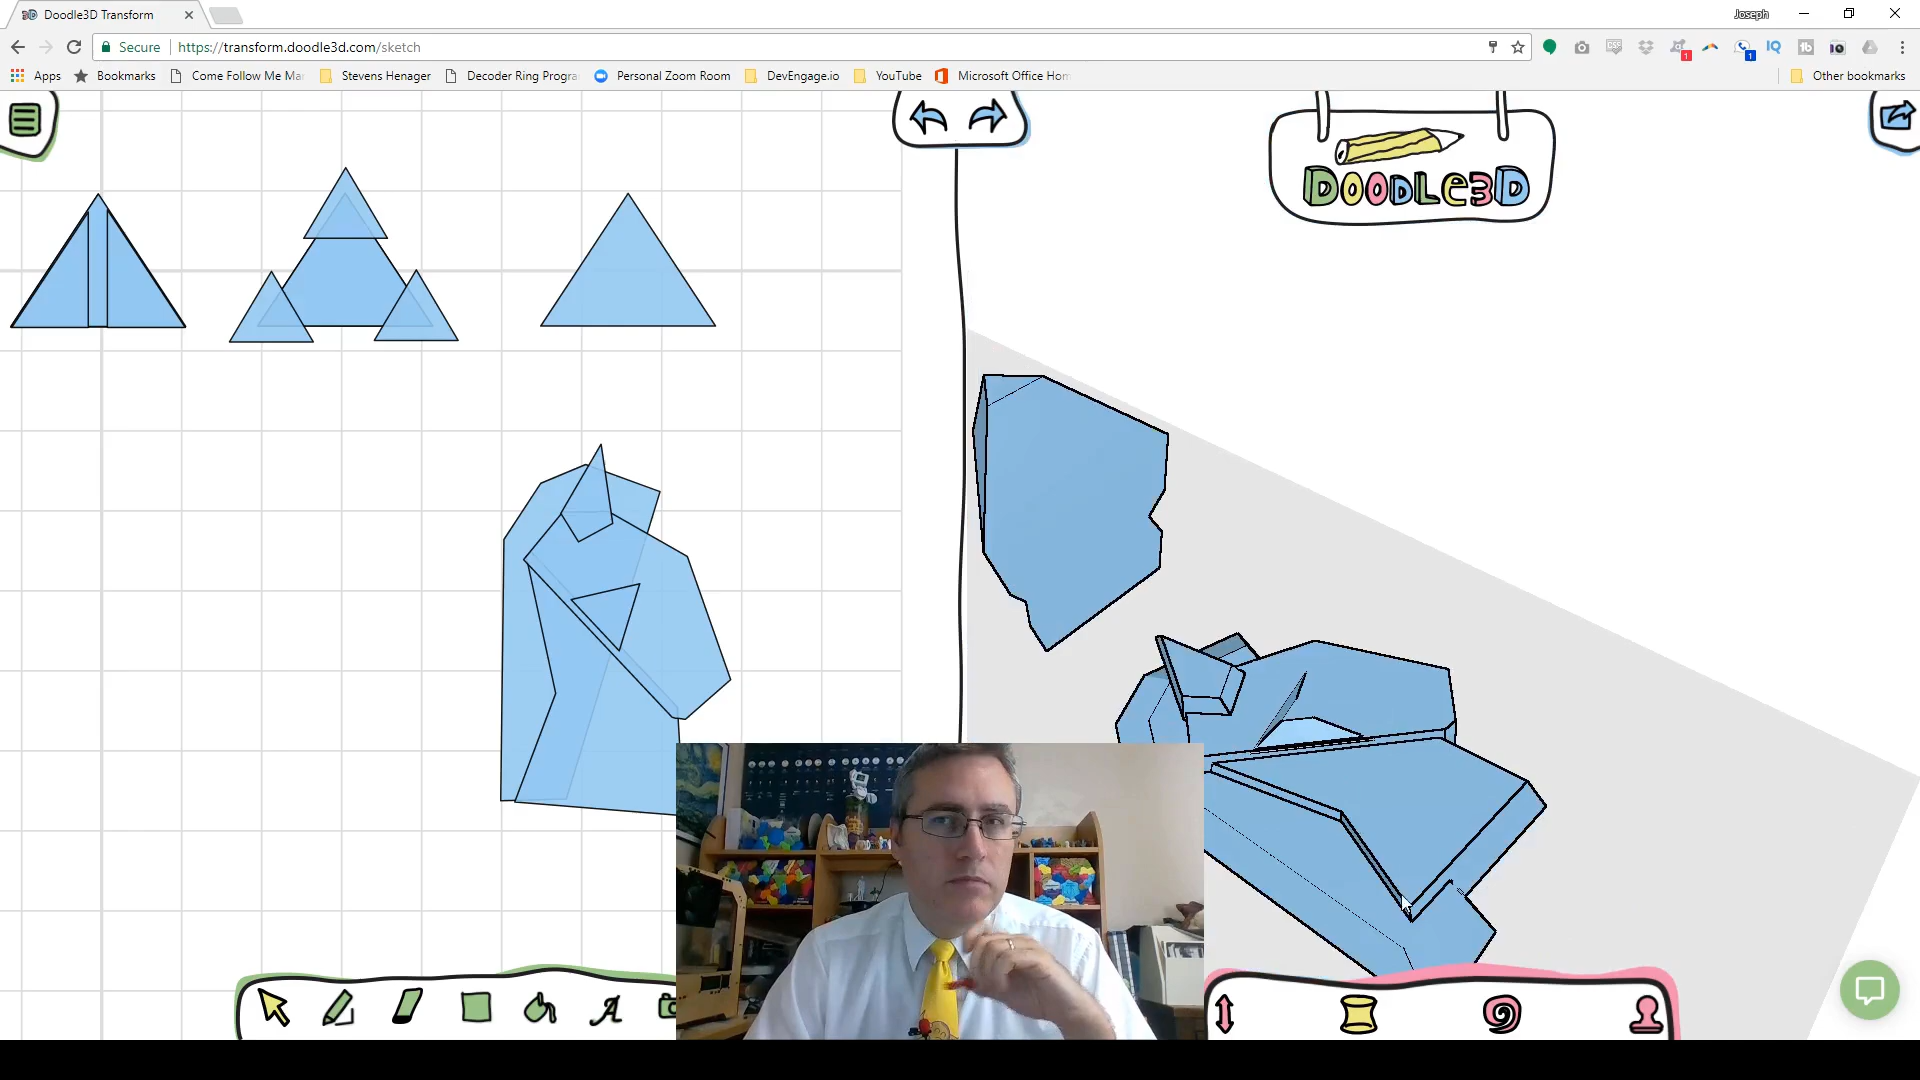 Doodle3D Transform
Joseph
Secure https://transform.doodle3d.com/sketch
Apps Bookmarks Come Follow Me Ma Stevens Henager Decoder Ring Progra Personal Zoom Room DevEngage.io YouTube Microsoft Office Hom Other bookmarks
DOODLe3D